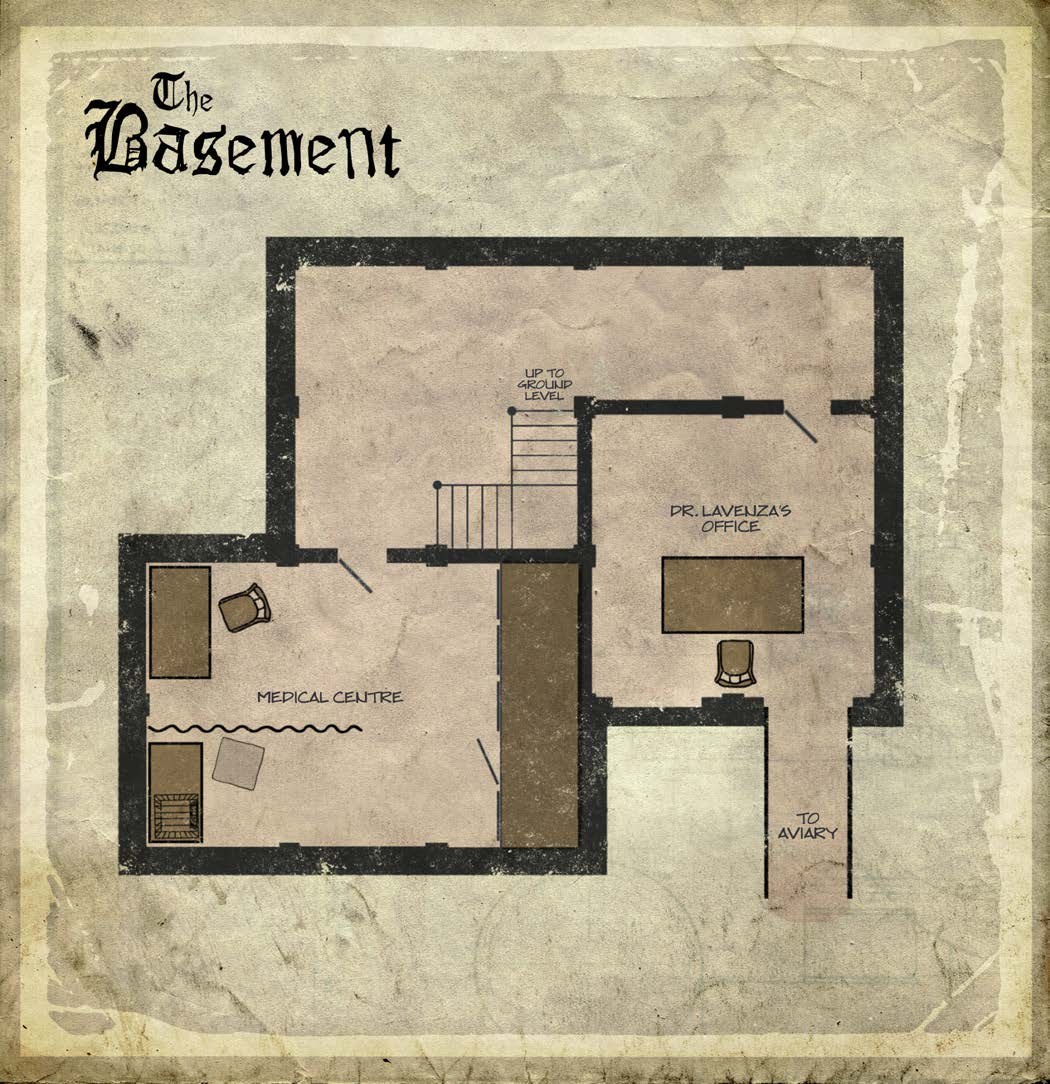 The
Basement
UP TO
GROUND
LEVEL
DR. LAVENZA'S
OFFICE
MEDICAL CENTRE
TO
AVIARY